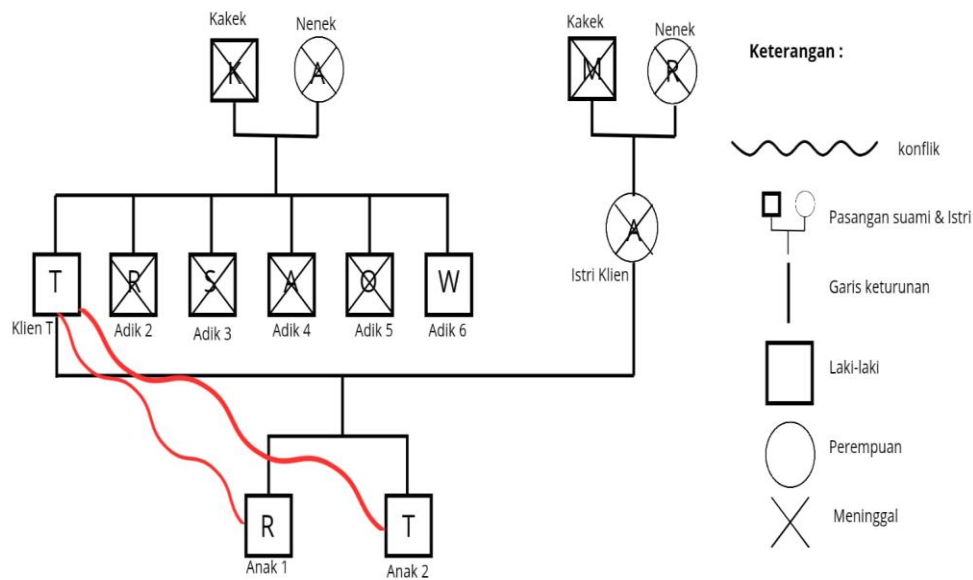 Kakek
Nenek
K
A
Kakek
Nenek
M
R
A
Istri Klien
T
R
S
A
O
W
Klien T
Adik 2
Adik 3
Adik 4
Adik 5
Adik 6
R
T
Anak 1
Anak 2
Keterangan :
konflik
Pasangan suami & Istri
Garis keturunan
Laki-laki
Perempuan
Meninggal